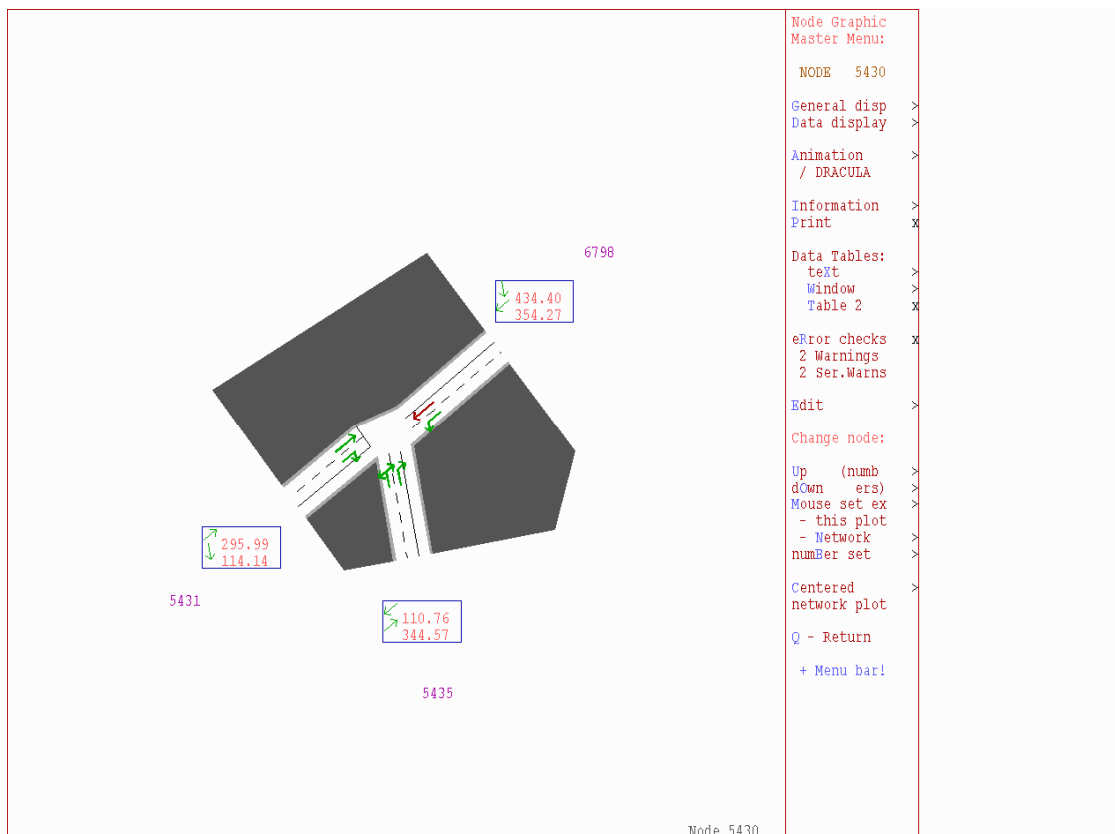 6798
434.40
354.27
295.99
114.14
5431
110.76
344.57
5435
Node 5430
Node Graphic
Master Menu:
NODE 5430
General disp >
Data display >
Animation >
/ DRACULA
Information >
Print x
Data Tables:
teXt >
Window >
Table 2 x
eRror checks x
2 Warnings
2 Ser.Warns
Edit >
Change node:
Up (numb >
dOwn ers) >
Mouse set ex >
- this plot
- Network >
numBer set >
Centered >
network plot
Q - Return
+ Menu bar!